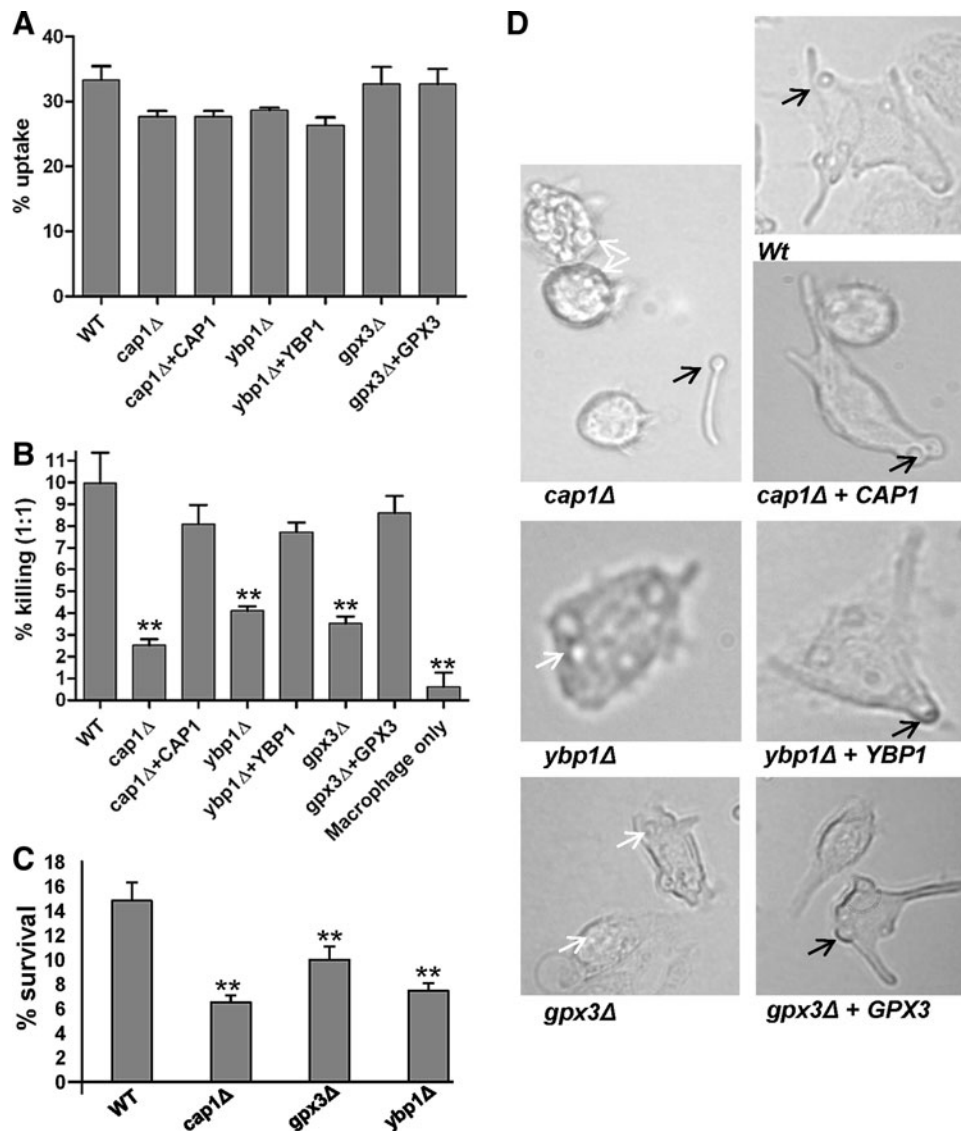 A
% uptake
40
30
20
10
0
WT
cap1Δ
cap1Δ+CAP1
ybp1Δ
ybp1Δ+YBP1
gpx3Δ
gpx3Δ+GPX3
B
% killing (1:1)
11
10
9
8
7
6
5
4
3
2
1
0
**
**
**
**
WT
cap1Δ
cap1Δ+CAP1
ybp1Δ
ybp1Δ+YBP1
gpx3Δ
gpx3Δ+GPX3
Macrophage only
C
% survival
18
16
14
12
10
8
6
4
2
0
**
**
**
WT
cap1Δ
gpx3Δ
ybp1Δ
D
Wt
cap1Δ
cap1Δ + CAP1
ybp1Δ
ybp1Δ + YBP1
gpx3Δ
gpx3Δ + GPX3